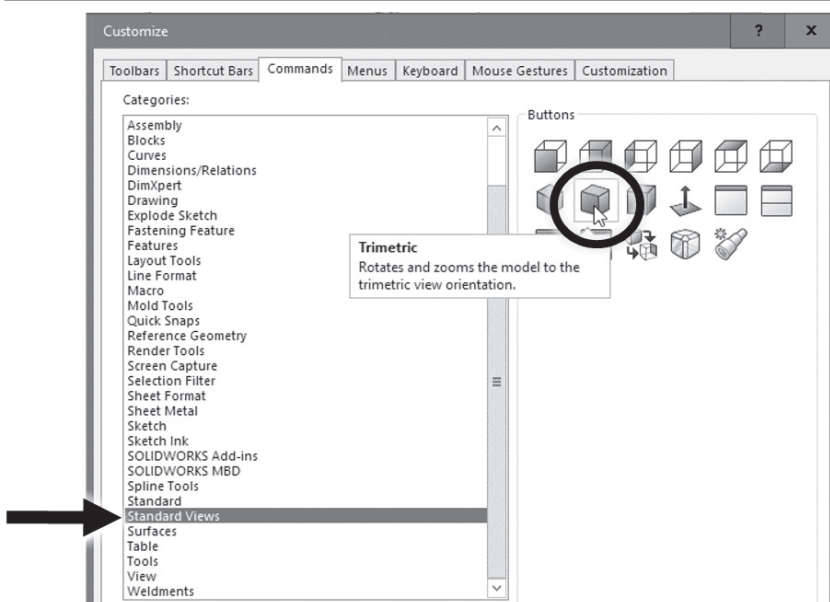 Customize
?
x
Toolbars Shortcut Bars Commands Menus Keyboard Mouse Gestures Customization
Categories:
Assembly
Blocks
Curves
Dimensions/Relations
DimXpert
Drawing
Explode Sketch
Fastening Feature
Features
Layout Tools
Line Format
Macro
Mold Tools
Quick Snaps
Reference Geometry
Render Tools
Screen Capture
Selection Filter
Sheet Format
Sheet Metal
Sketch
Sketch Ink
SOLIDWORKS Add-ins
SOLIDWORKS MBD
Spline Tools
Standard
Standard Views
Surfaces
Table
Tools
View
Weldments
Buttons
Trimetric
Rotates and zooms the model to the
trimetric view orientation.